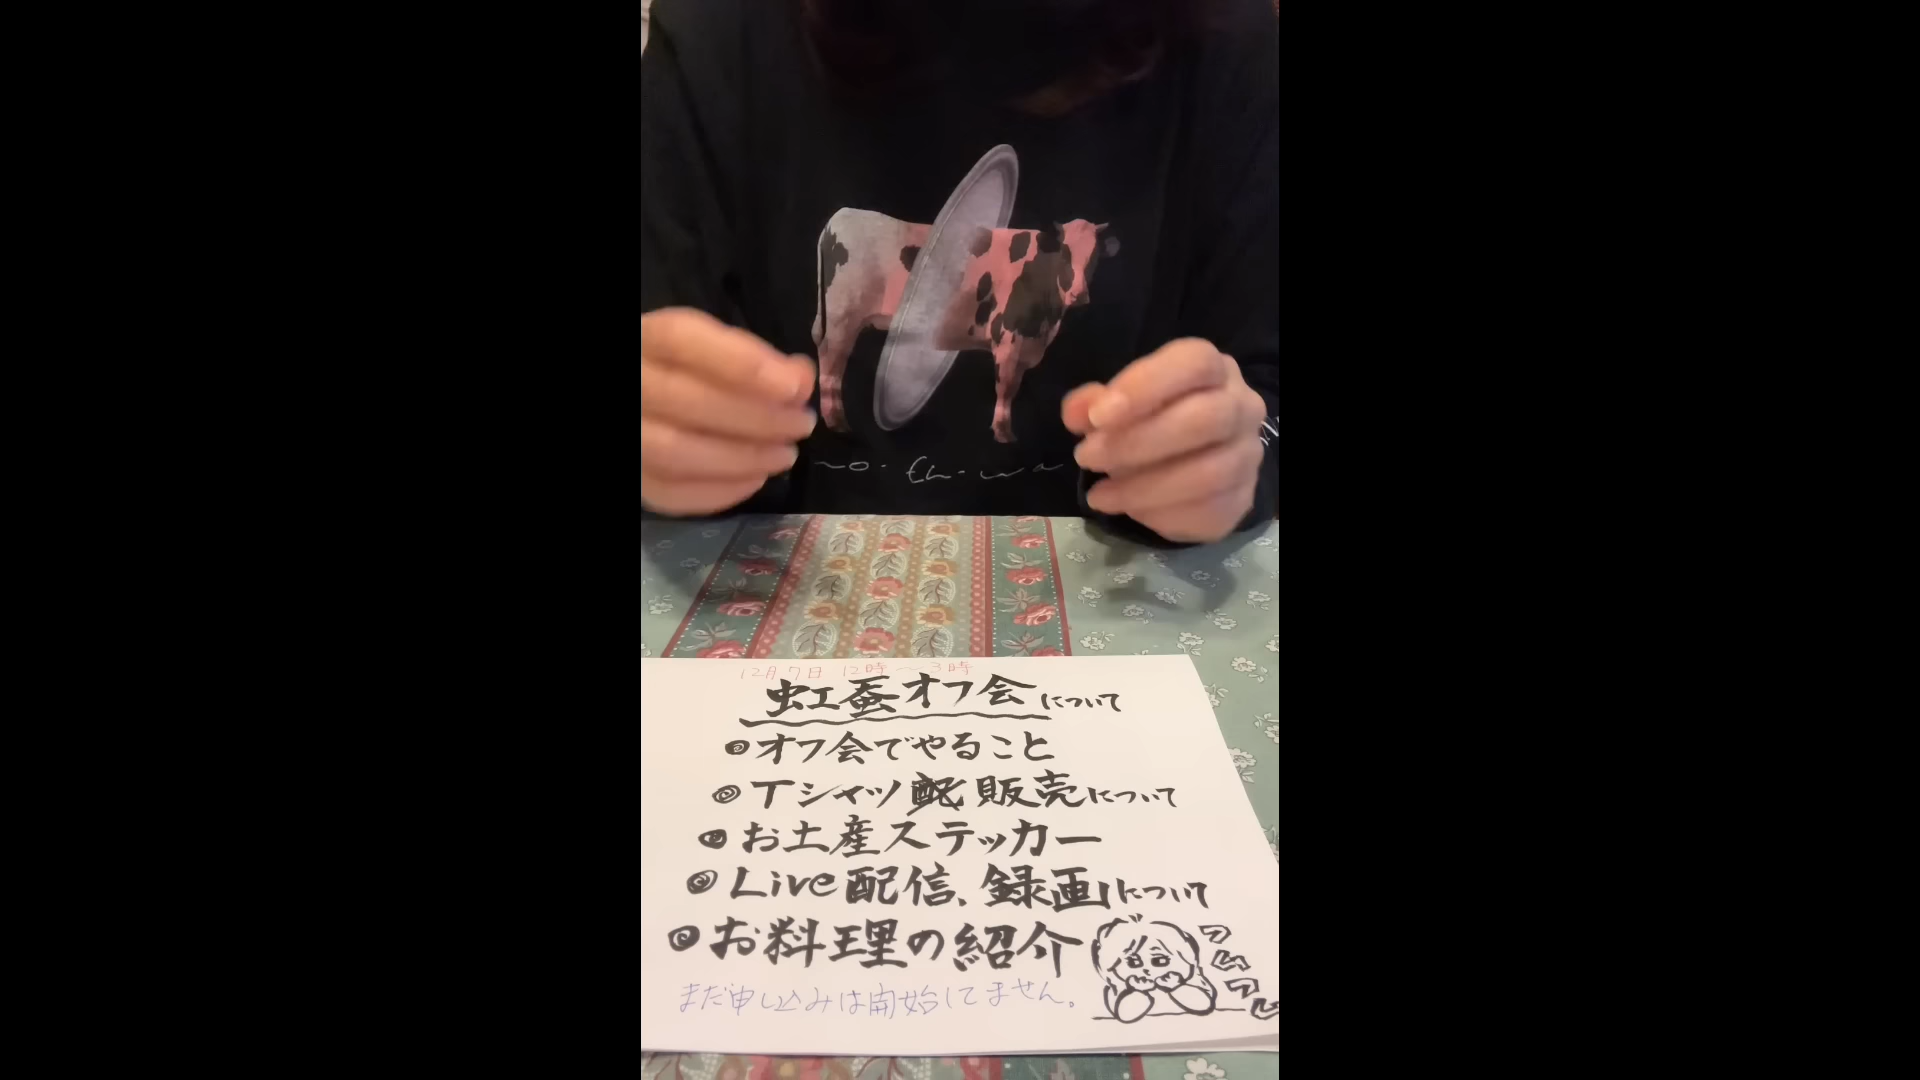 12月7日 12時～3時
虹蚕オフ会について
◎オフ会でやること
◎Tシャツ販売について
◎お土産ステッカー
◎Live配信、録画について
◎お料理の紹介
まだ申し込みは開始してません。